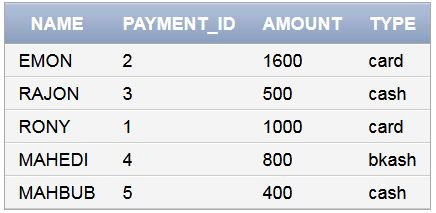 NAME PAYMENT_ID AMOUNT TYPE
EMON 2 1600 card
RAJON 3 500 cash
RONY 1 1000 card
MAHEDI 4 800 bkash
MAHBUB 5 400 cash